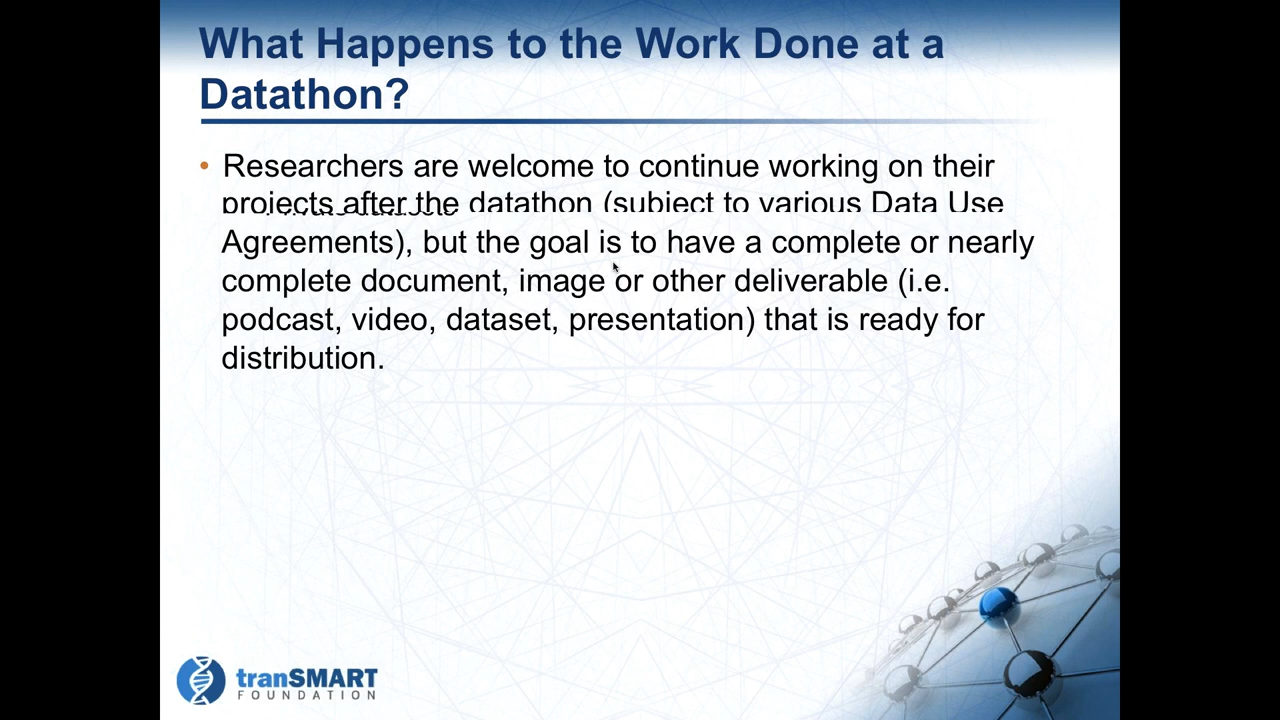 What Happens to the Work Done at a
Datathon?
• Researchers are welcome to continue working on their
projects after the datathon (subject to various Data Use
Agreements), but the goal is to have a complete or nearly
complete document, image or other deliverable (i.e.
podcast, video, dataset, presentation) that is ready for
distribution.
tranSMART
FOUNDATION